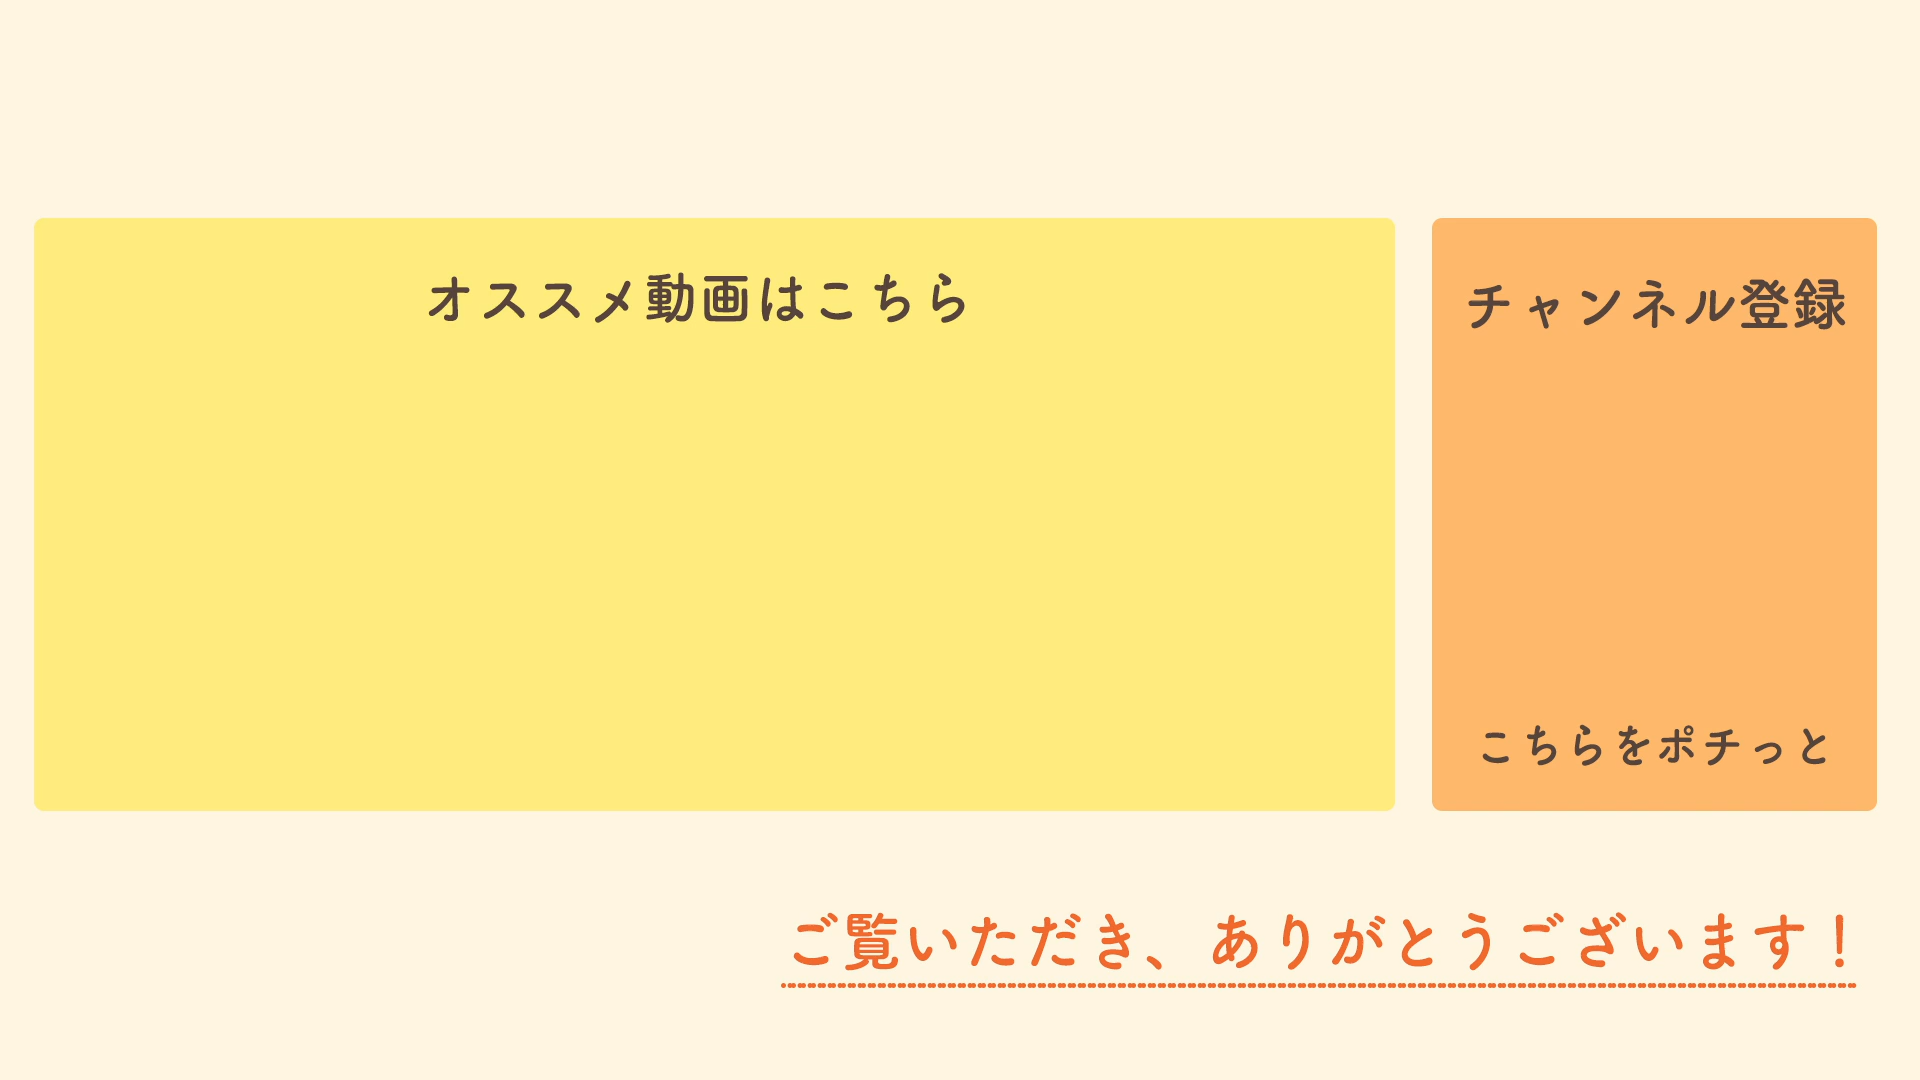 オススメ動画はこちら
チャンネル登録
こちらをポチっと
ご覧いただき、ありがとうございます！